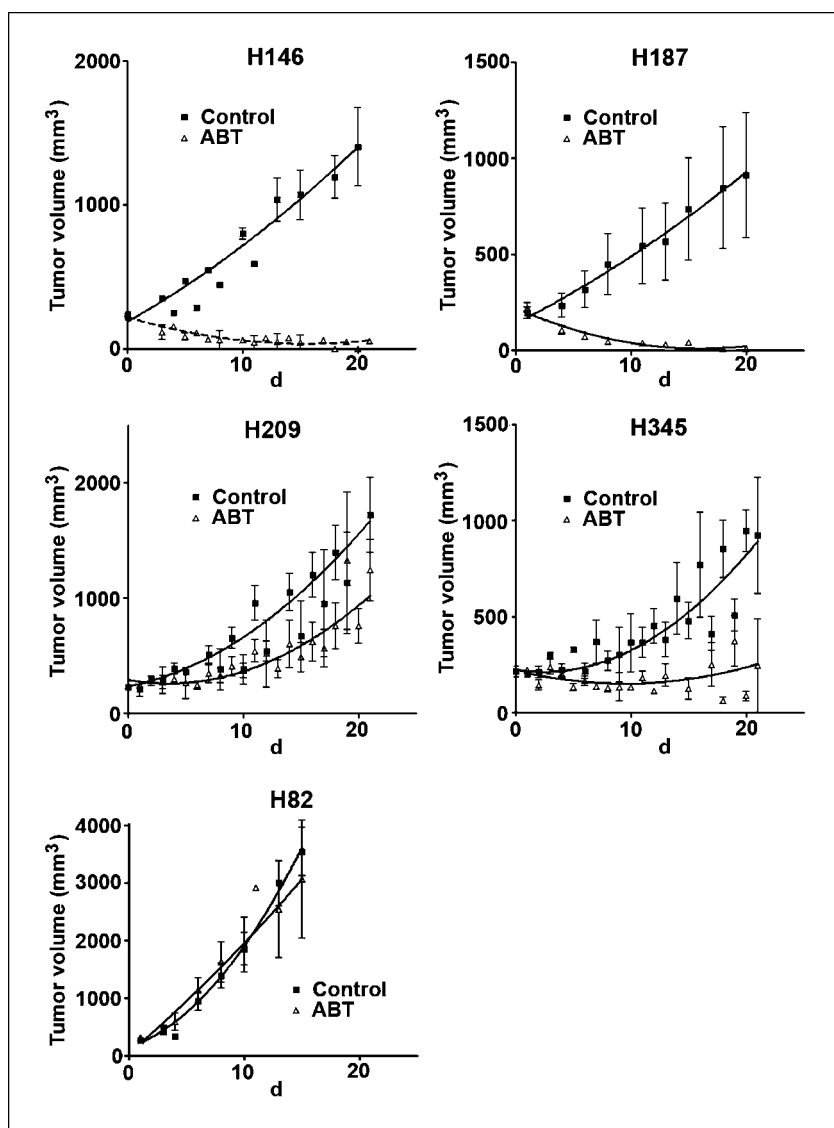 H146
Tumor volume (mm³)
2000
1000
0
■ Control
△ ABT
0 10 20
d
H187
Tumor volume (mm³)
1500
1000
500
0
■ Control
△ ABT
0 10 20
d
H209
Tumor volume (mm³)
2000
1000
0
■ Control
△ ABT
0 10 20
d
H345
Tumor volume (mm³)
1500
1000
500
0
■ Control
△ ABT
0 10 20
d
H82
Tumor volume (mm³)
4000
3000
2000
1000
0
■ Control
△ ABT
0 10 20
d